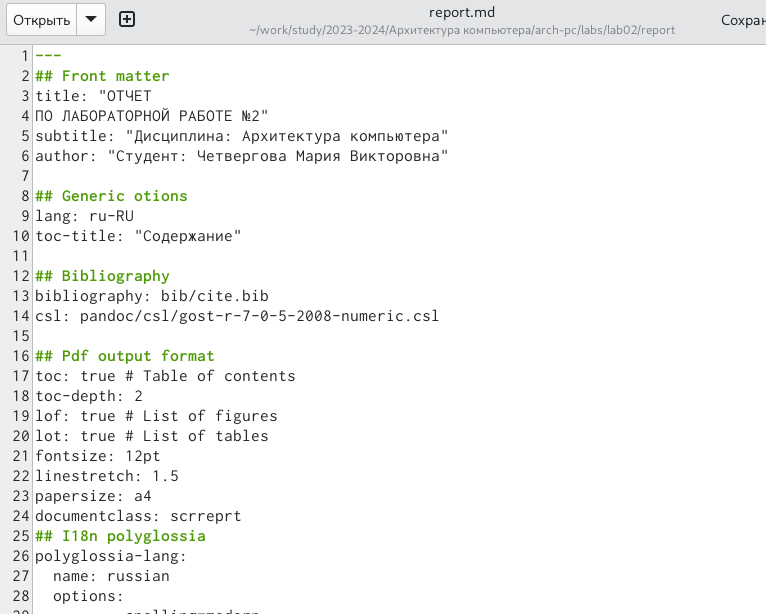 Открыть
report.md
Сохран
~/work/study/2023-2024/Архитектура компьютера/arch-pc/labs/lab02/report
1 ---
2 ## Front matter
3 title: "ОТЧЕТ
4 ПО ЛАБОРАТОРНОЙ РАБОТЕ №2"
5 subtitle: "Дисциплина: Архитектура компьютера"
6 author: "Студент: Четвергова Мария Викторовна"
7
8 ## Generic otions
9 lang: ru-RU
10 toc-title: "Содержание"
11
12 ## Bibliography
13 bibliography: bib/cite.bib
14 csl: pandoc/csl/gost-r-7-0-5-2008-numeric.csl
15
16 ## Pdf output format
17 toc: true # Table of contents
18 toc-depth: 2
19 lof: true # List of figures
20 lot: true # List of tables
21 fontsize: 12pt
22 linestretch: 1.5
23 papersize: a4
24 documentclass: scrreprt
25 ## I18n polyglossia
26 polyglossia-lang:
27   name: russian
28   options: